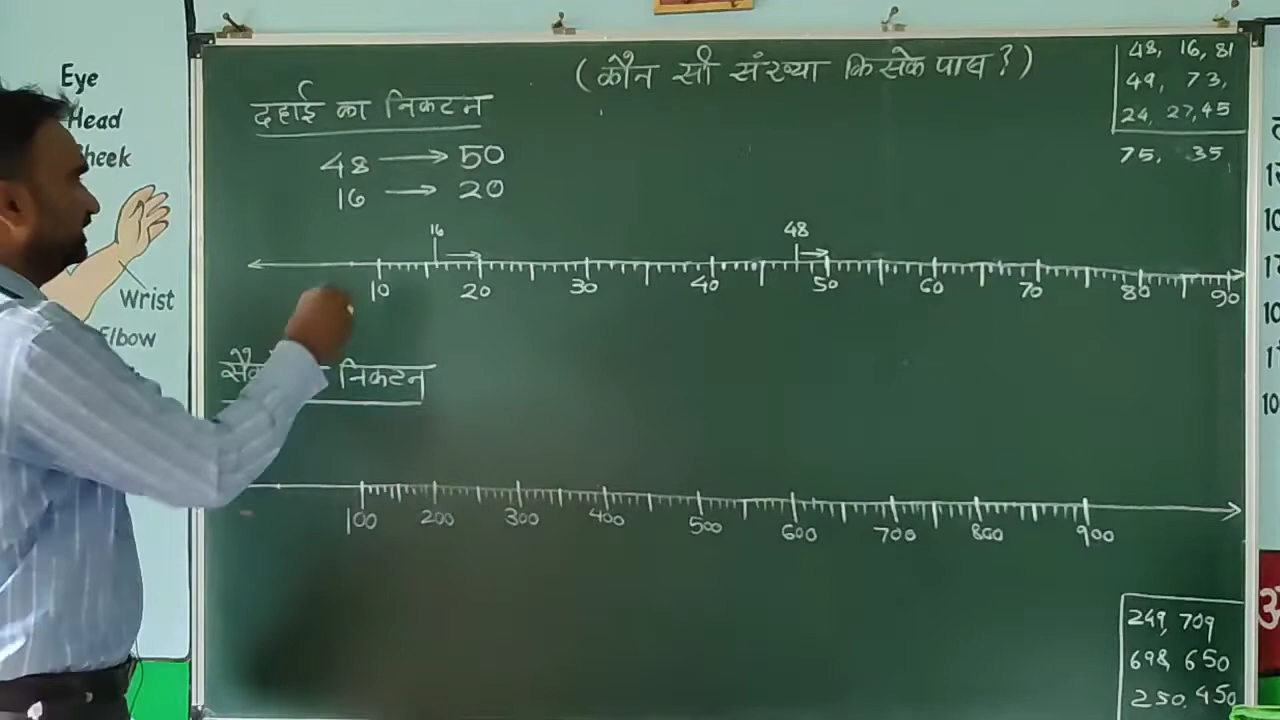 Eye
Head
Cheek
Wrist
Elbow
(कौन सी संख्या किसके पास?)
48, 16, 81
49, 73,
24, 27, 45
75, 35
दहाई का निकटन
48 → 50
16 → 20
16 48
10 20 30 40 50 60 70 80 90
निकटन
100 200 300 400 500 600 700 800 900
249, 709
698, 650
250, 450